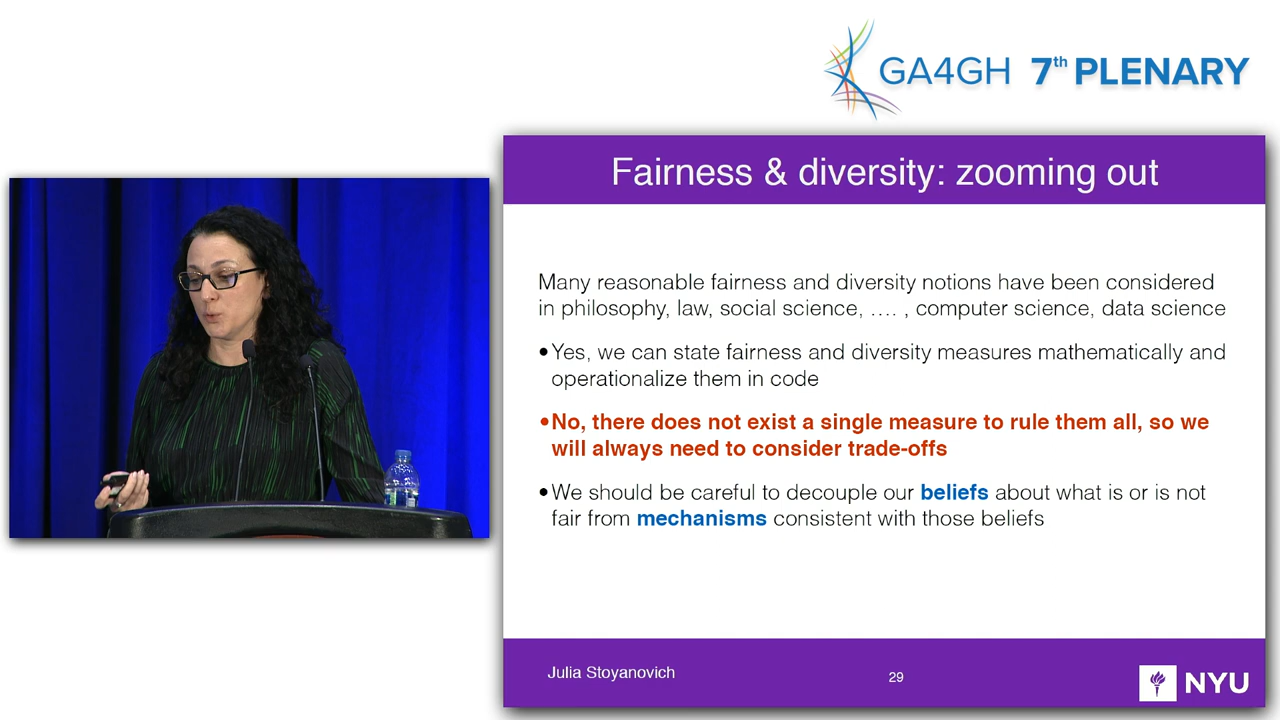 GA4GH 7th PLENARY
Fairness & diversity: zooming out
Many reasonable fairness and diversity notions have been considered
in philosophy, law, social science, …. , computer science, data science
•Yes, we can state fairness and diversity measures mathematically and
operationalize them in code
•No, there does not exist a single measure to rule them all, so we
will always need to consider trade-offs
•We should be careful to decouple our beliefs about what is or is not
fair from mechanisms consistent with those beliefs
Julia Stoyanovich
29
NYU